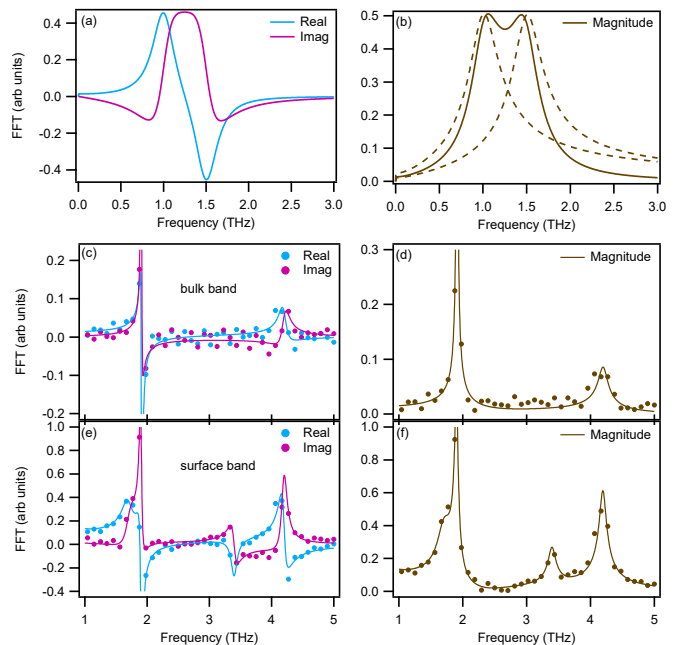 (a)
Real
Imag
FFT (arb units)
0.4
0.2
0.0
-0.2
-0.4
0.0 0.5 1.0 1.5 2.0 2.5 3.0
Frequency (THz)
(b)
Magnitude
0.5
0.4
0.3
0.2
0.1
0.0
0.0 0.5 1.0 1.5 2.0 2.5 3.0
Frequency (THz)
(c)
Real
Imag
bulk band
FFT (arb units)
0.2
0.1
0.0
-0.1
-0.2
(d)
Magnitude
0.3
0.2
0.1
0.0
(e)
Real
Imag
surface band
FFT (arb units)
1.0
0.8
0.6
0.4
0.2
0.0
-0.2
-0.4
1 2 3 4 5
Frequency (THz)
(f)
Magnitude
1.0
0.8
0.6
0.4
0.2
0.0
1 2 3 4 5
Frequency (THz)